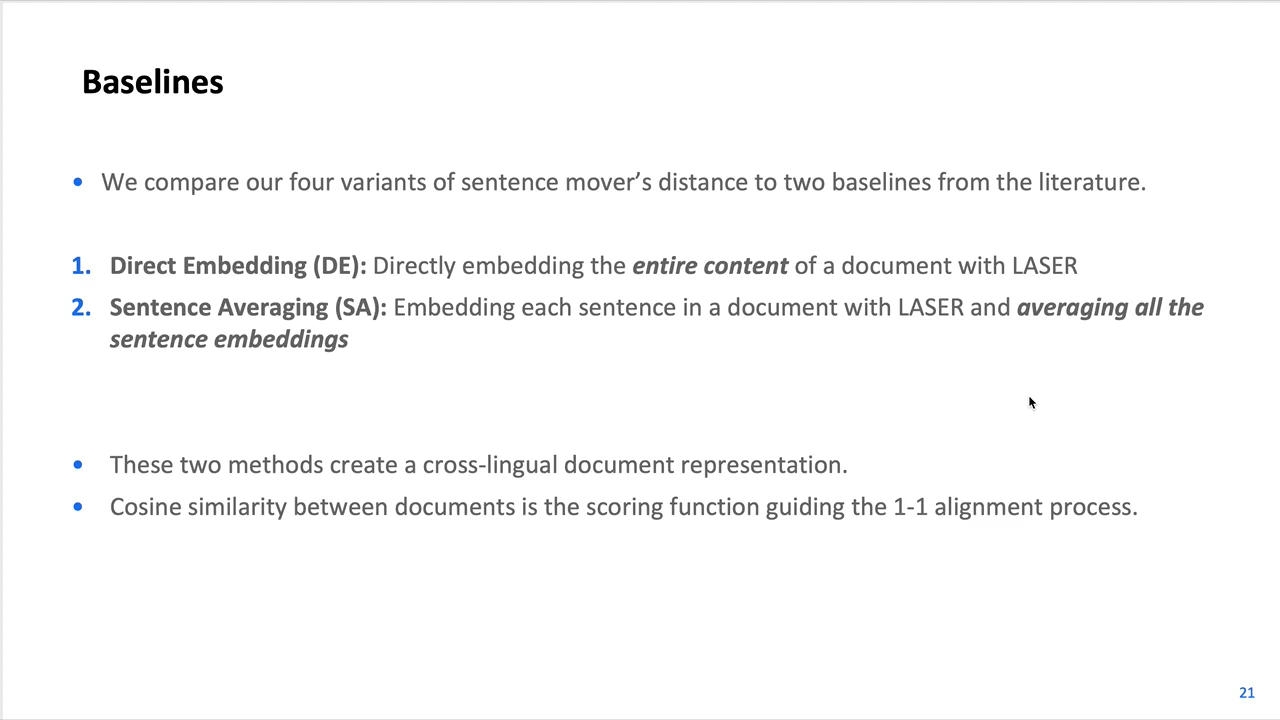 Baselines
• We compare our four variants of sentence mover’s distance to two baselines from the literature.
1. Direct Embedding (DE): Directly embedding the entire content of a document with LASER
2. Sentence Averaging (SA): Embedding each sentence in a document with LASER and averaging all the
sentence embeddings
• These two methods create a cross-lingual document representation.
• Cosine similarity between documents is the scoring function guiding the 1-1 alignment process.
21